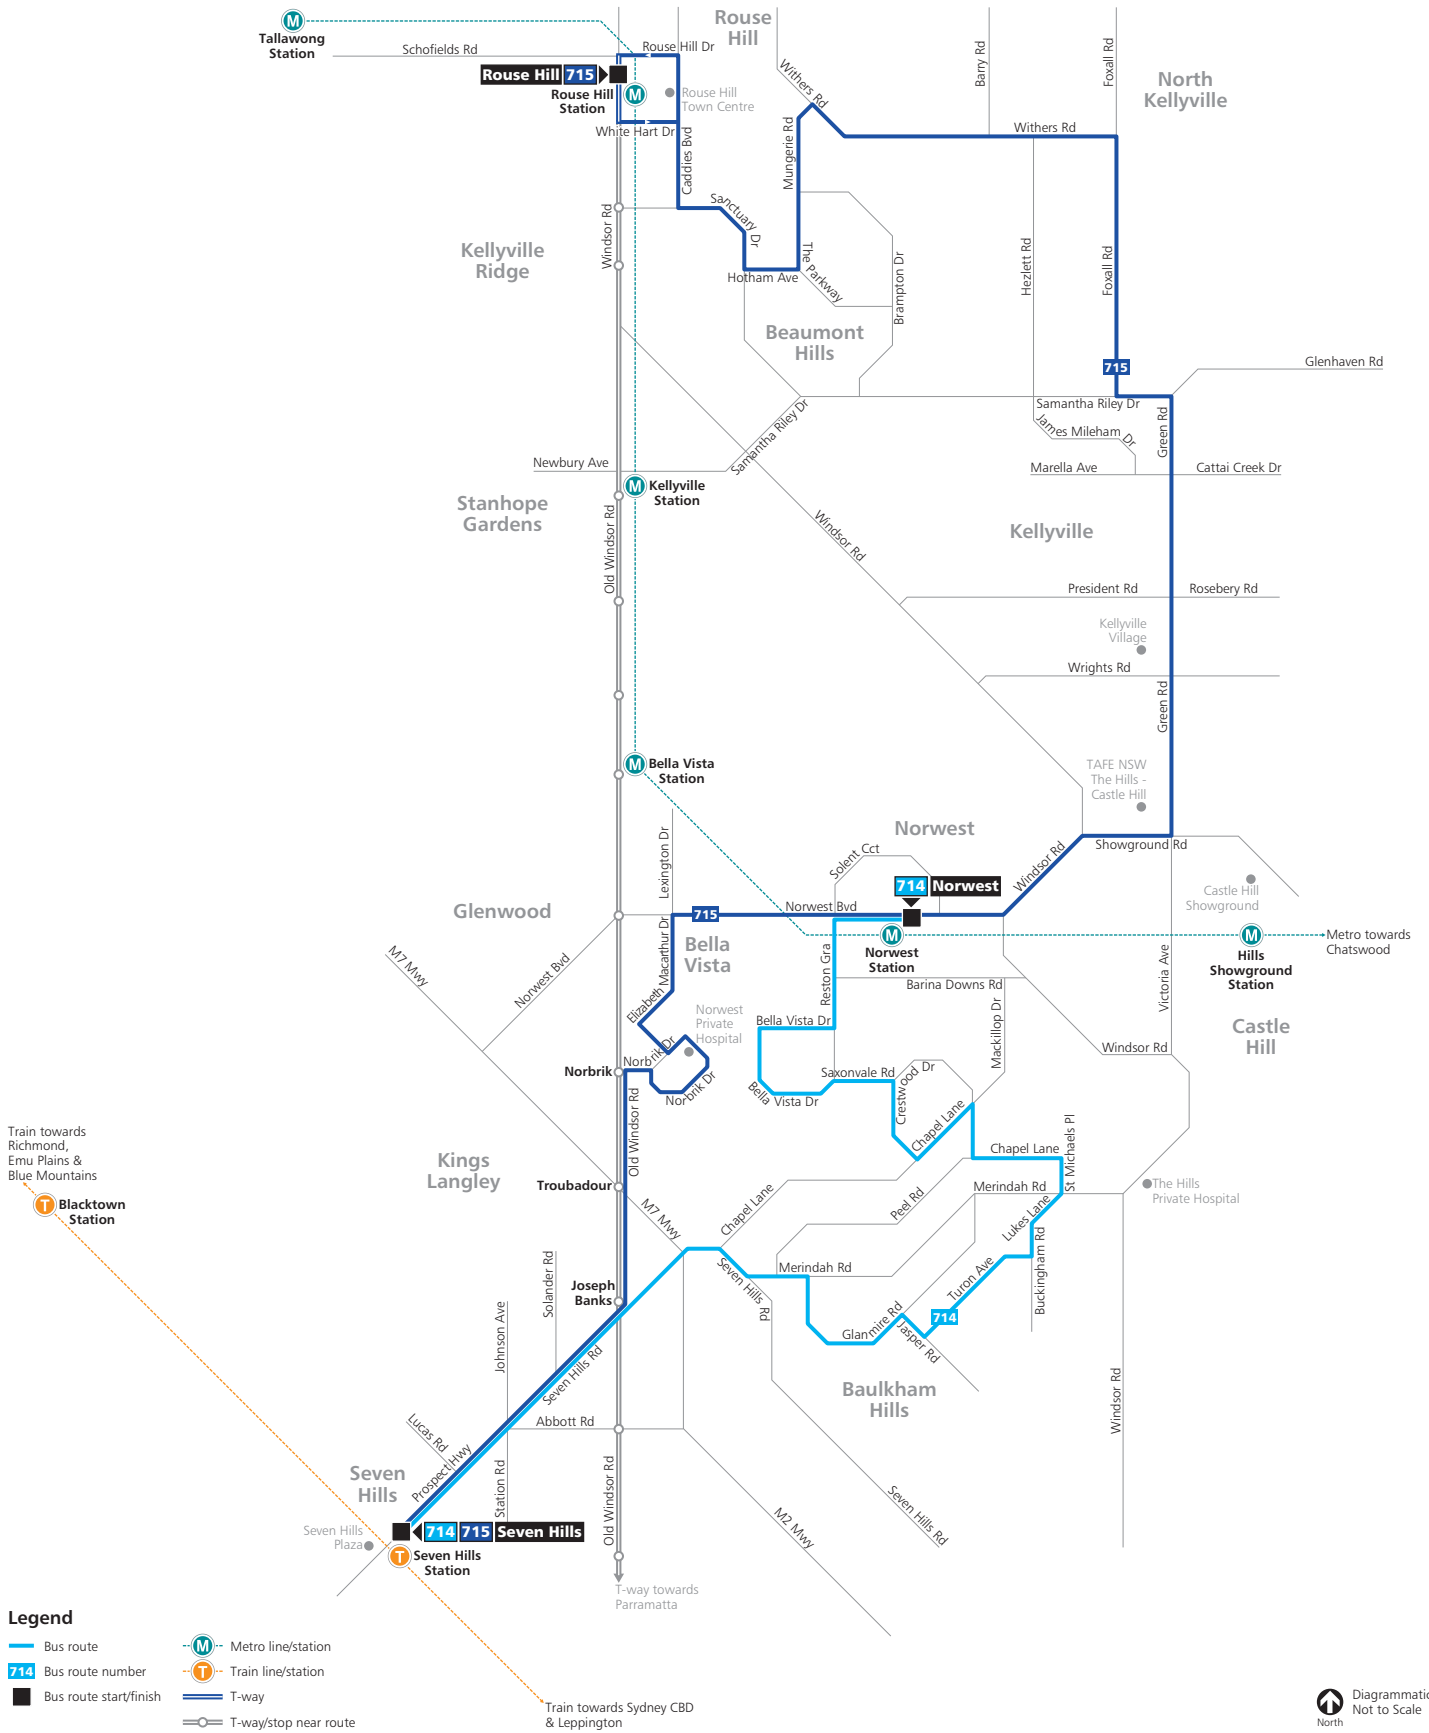 Tallawong
Station
Schofields Rd
Rouse Hill Dr
Rouse
Hill
Withers Rd
Barry Rd
Foxall Rd
North
Kellyville
Rouse Hill 715
Rouse Hill
Station
Rouse Hill
Town Centre
White Hart Dr
Caddies Bvd
Mungerie Rd
Withers Rd
Sanctuary Dr
Windsor Rd
Kellyville
Ridge
Hotham Ave
The Parkway
Brampton Dr
Hezlett Rd
Foxall Rd
Beaumont
Hills
715
Glenhaven Rd
Samantha Riley Dr
Samantha Riley Dr
James Mileham Dr
Green Rd
Newbury Ave
Marella Ave
Cattai Creek Dr
Kellyville
Station
Stanhope
Gardens
Old Windsor Rd
Windsor Rd
Kellyville
President Rd
Rosebery Rd
Kellyville
Village
Wrights Rd
Green Rd
Bella Vista
Station
TAFE NSW
The Hills -
Castle Hill
Norwest
Lexington Dr
Solent Cct
Windsor Rd
Showground Rd
714 Norwest
Castle Hill
Showground
Glenwood
715
Norwest Bvd
Norwest
Station
Hills
Showground
Station
Metro towards
Chatswood
M7 Mwy
Norwest Bvd
Elizabeth Macarthur Dr
Bella
Vista
Reston Gra
Barina Downs Rd
Victoria Ave
Norwest
Private
Hospital
Bella Vista Dr
Mackillop Dr
Castle
Hill
Windsor Rd
Norbrik
Norbrik Dr
Norbrik Dr
Saxonvale Rd
Bella Vista Dr
Crestwood Dr
Chapel Lane
Old Windsor Rd
Chapel Lane
St Michaels Pl
Train towards
Richmond,
Emu Plains &
Blue Mountains
Blacktown
Station
Kings
Langley
Troubadour
M7 Mwy
Chapel Lane
Peel Rd
Merindah Rd
The Hills
Private Hospital
Lukes Lane
Buckingham Rd
Solander Rd
Joseph
Banks
Seven Hills Rd
Merindah Rd
Turon Ave
714
Glanmire Rd
Jasper Rd
Johnson Ave
Seven Hills Rd
Baulkham
Hills
Windsor Rd
Abbott Rd
Lucas Rd
Prospect Hwy
Station Rd
Old Windsor Rd
Seven
Hills
Seven Hills
Plaza
714 715 Seven Hills
Seven Hills
Station
M2 Mwy
Seven Hills Rd
T-way towards
Parramatta
Legend
Bus route
714 Bus route number
Bus route start/finish
M Metro line/station
T Train line/station
T-way
T-way/stop near route
Train towards Sydney CBD
& Leppington
North
Diagrammatic
Not to Scale